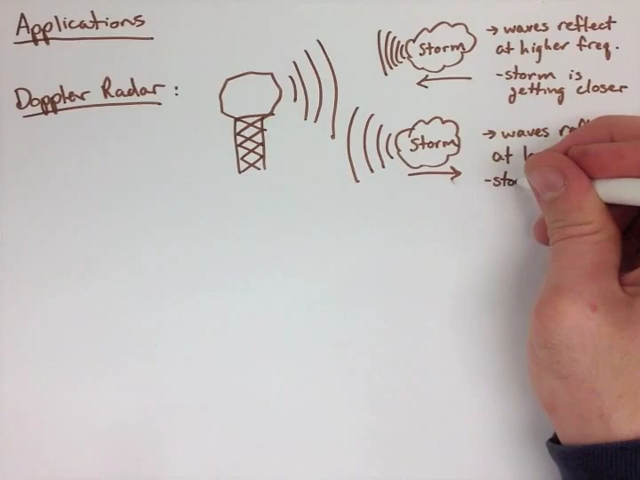 Applications
Doppler Radar :
Storm
→ waves reflect
at higher freq.
- storm is
getting closer
Storm
→ waves
at